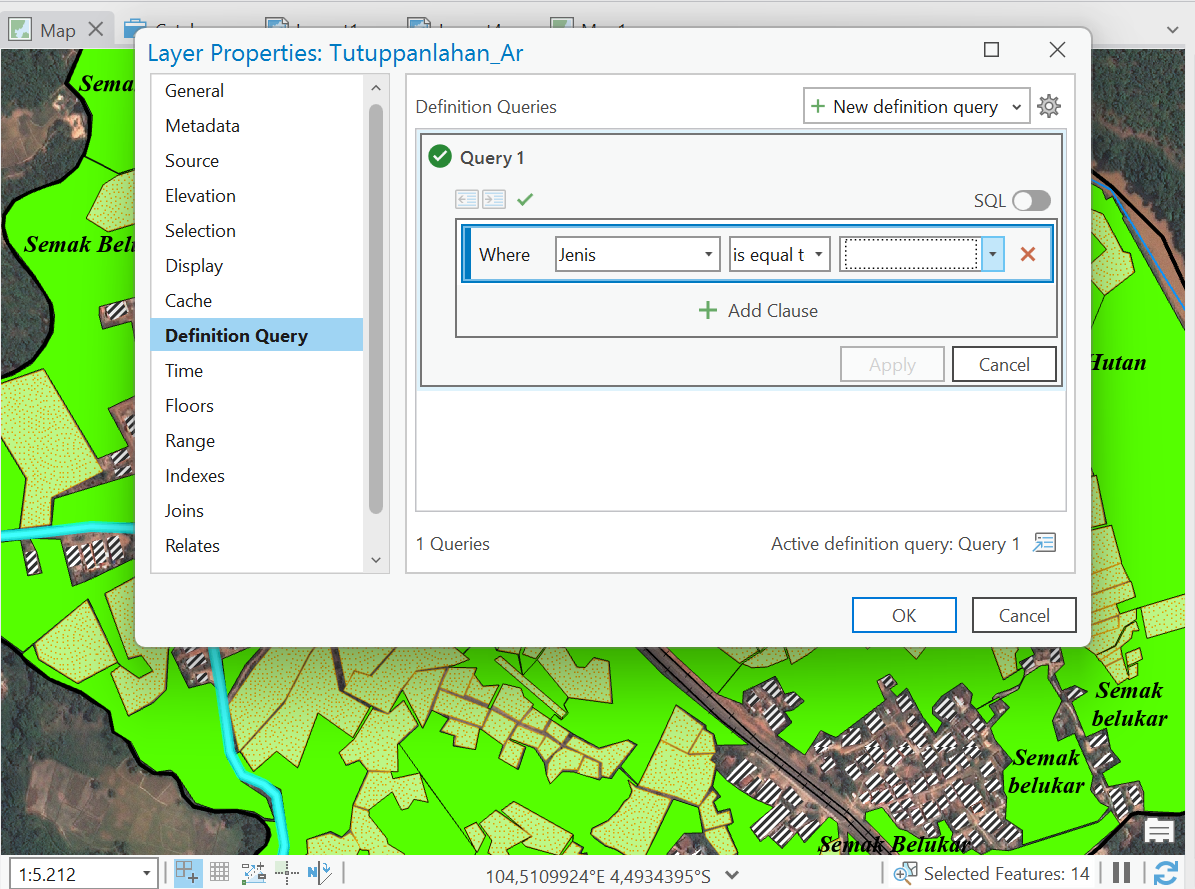 Map
Layer Properties: Tutuppanlahan_Ar
General
Metadata
Source
Elevation
Selection
Display
Cache
Definition Query
Time
Floors
Range
Indexes
Joins
Relates
Definition Queries
New definition query
Query 1
SQL
Where Jenis is equal t
Add Clause
Apply Cancel
1 Queries Active definition query: Query 1
OK Cancel
Sema
Semak Bel
Hutan
Semak
belukar
Semak
belukar
Semak Belukar
1:5.212 104,5109924°E 4,4934395°S Selected Features: 14